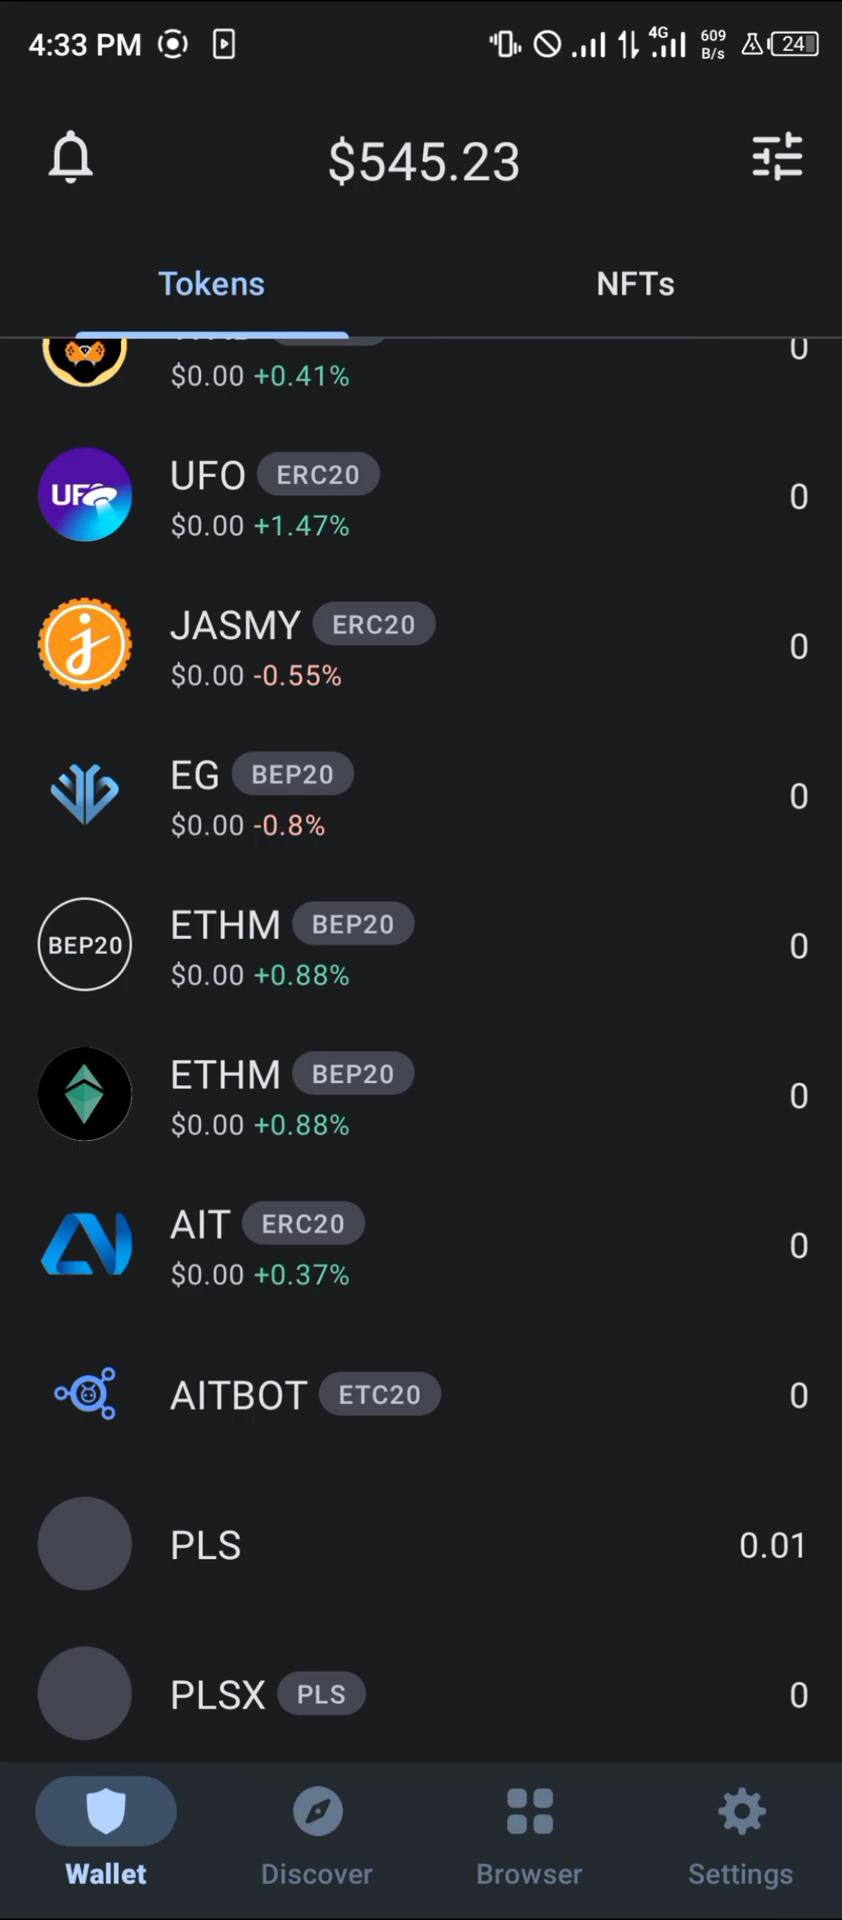 4:33 PM 4G 609 B/s 24
$545.23
Tokens NFTs
0
$0.00 +0.41%
UFO
UFO ERC20 0
$0.00 +1.47%
JASMY ERC20 0
$0.00 -0.55%
EG BEP20 0
$0.00 -0.8%
BEP20
ETHM BEP20 0
$0.00 +0.88%
ETHM BEP20 0
$0.00 +0.88%
AIT ERC20 0
$0.00 +0.37%
AITBOT ETC20 0
PLS 0.01
PLSX PLS 0
Wallet Discover Browser Settings